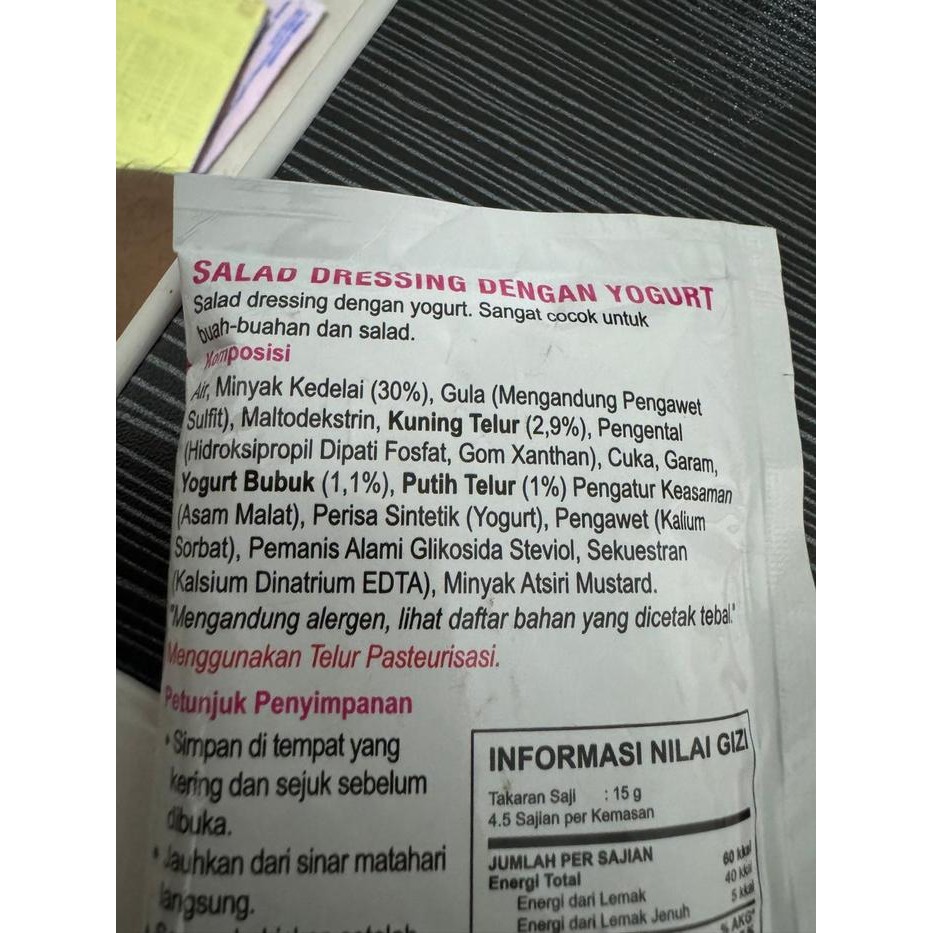 SALAD DRESSING DENGAN YOGURT
Salad dressing dengan yogurt. Sangat cocok untuk
buah-buahan dan salad.
Komposisi
Air, Minyak Kedelai (30%), Gula (Mengandung Pengawet
Sulfit), Maltodekstrin, Kuning Telur (2,9%), Pengental
(Hidroksipropil Dipati Fosfat, Gom Xanthan), Cuka, Garam,
Yogurt Bubuk (1,1%), Putih Telur (1%) Pengatur Keasaman
(Asam Malat), Perisa Sintetik (Yogurt), Pengawet (Kalium
Sorbat), Pemanis Alami Glikosida Steviol, Sekuestran
(Kalsium Dinatrium EDTA), Minyak Atsiri Mustard.
"Mengandung alergen, lihat daftar bahan yang dicetak tebal."
Menggunakan Telur Pasteurisasi.
Petunjuk Penyimpanan
• Simpan di tempat yang
kering dan sejuk sebelum
dibuka.
• Jauhkan dari sinar matahari
langsung.
INFORMASI NILAI GIZI
Takaran Saji : 15 g
4.5 Sajian per Kemasan
JUMLAH PER SAJIAN
Energi Total 60 kkal
Energi dari Lemak 40 kkal
Energi dari Lemak Jenuh 5 kkal
% AKG*